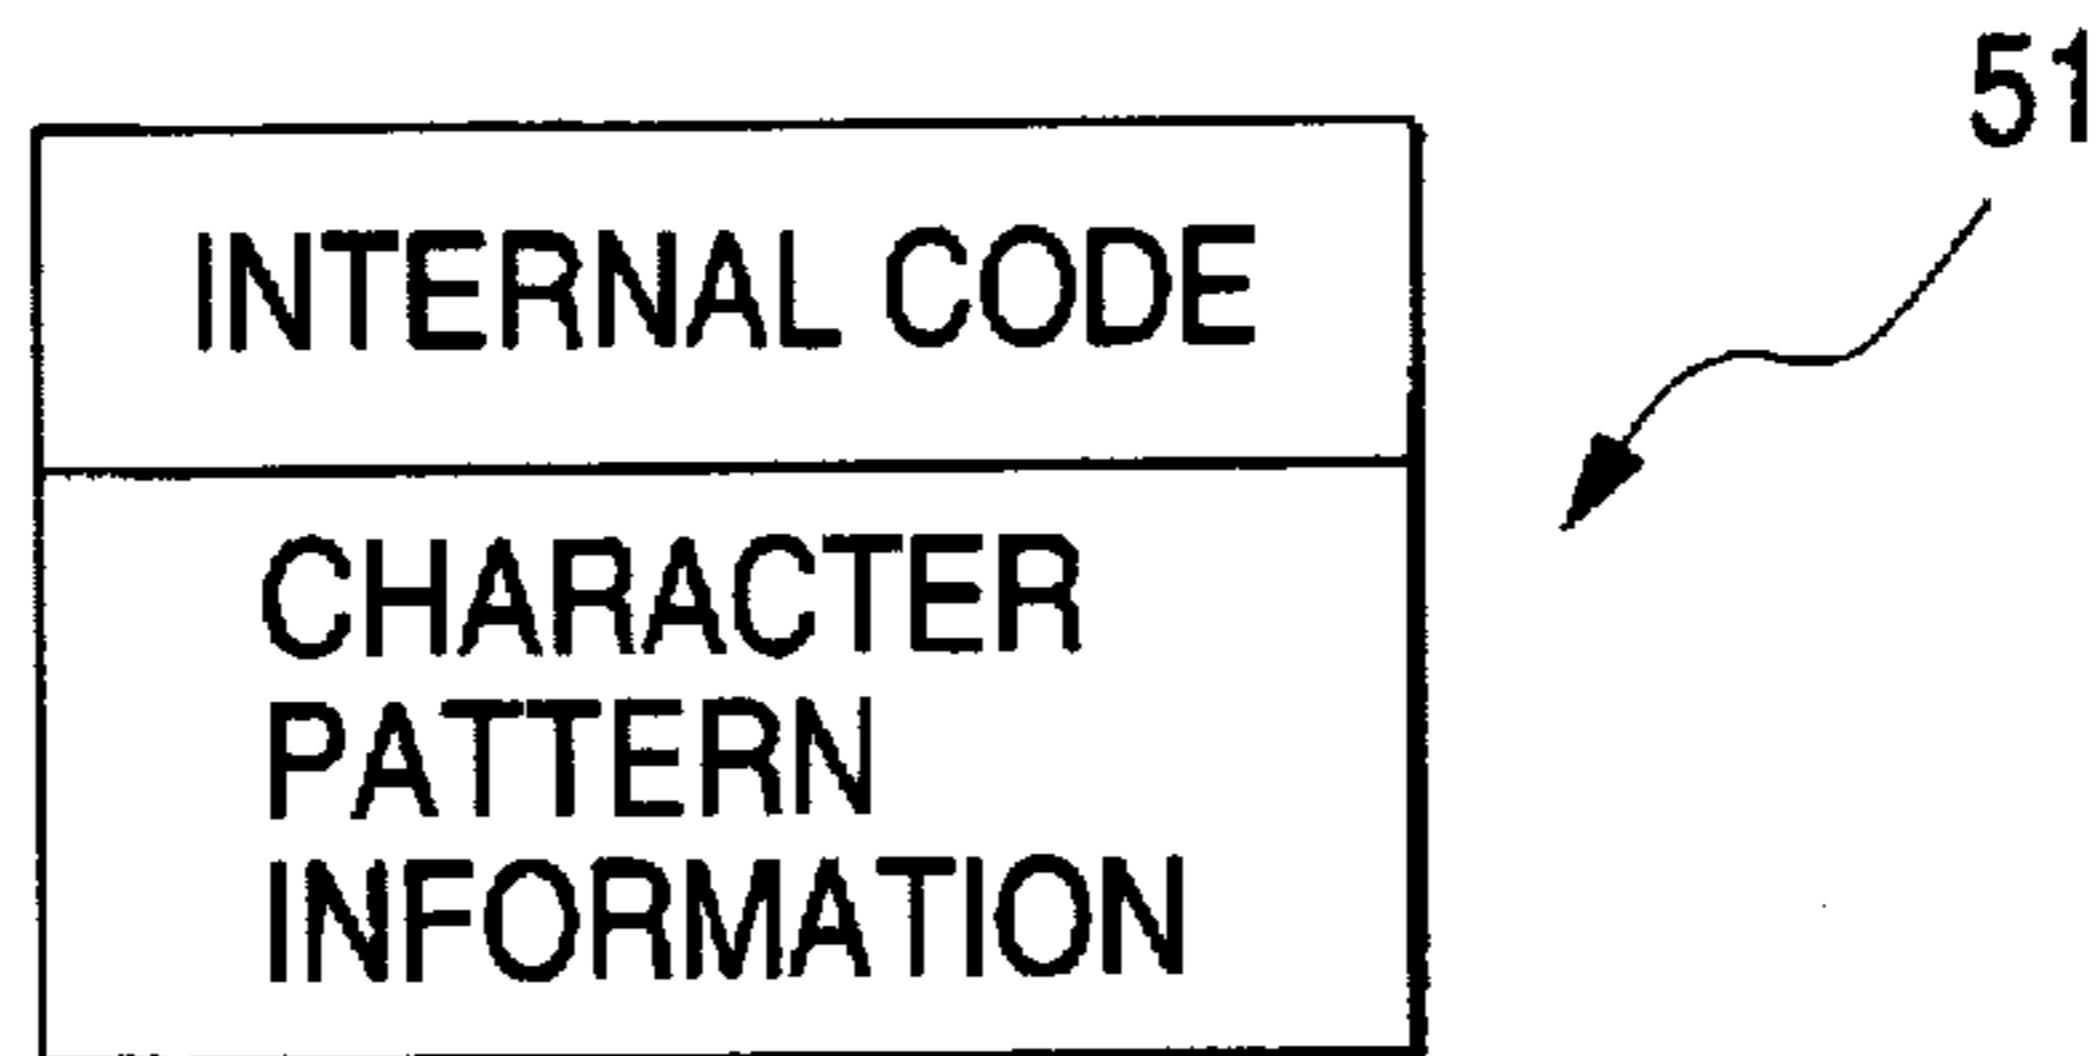 51
INTERNAL CODE
CHARACTER
PATTERN
INFORMATION